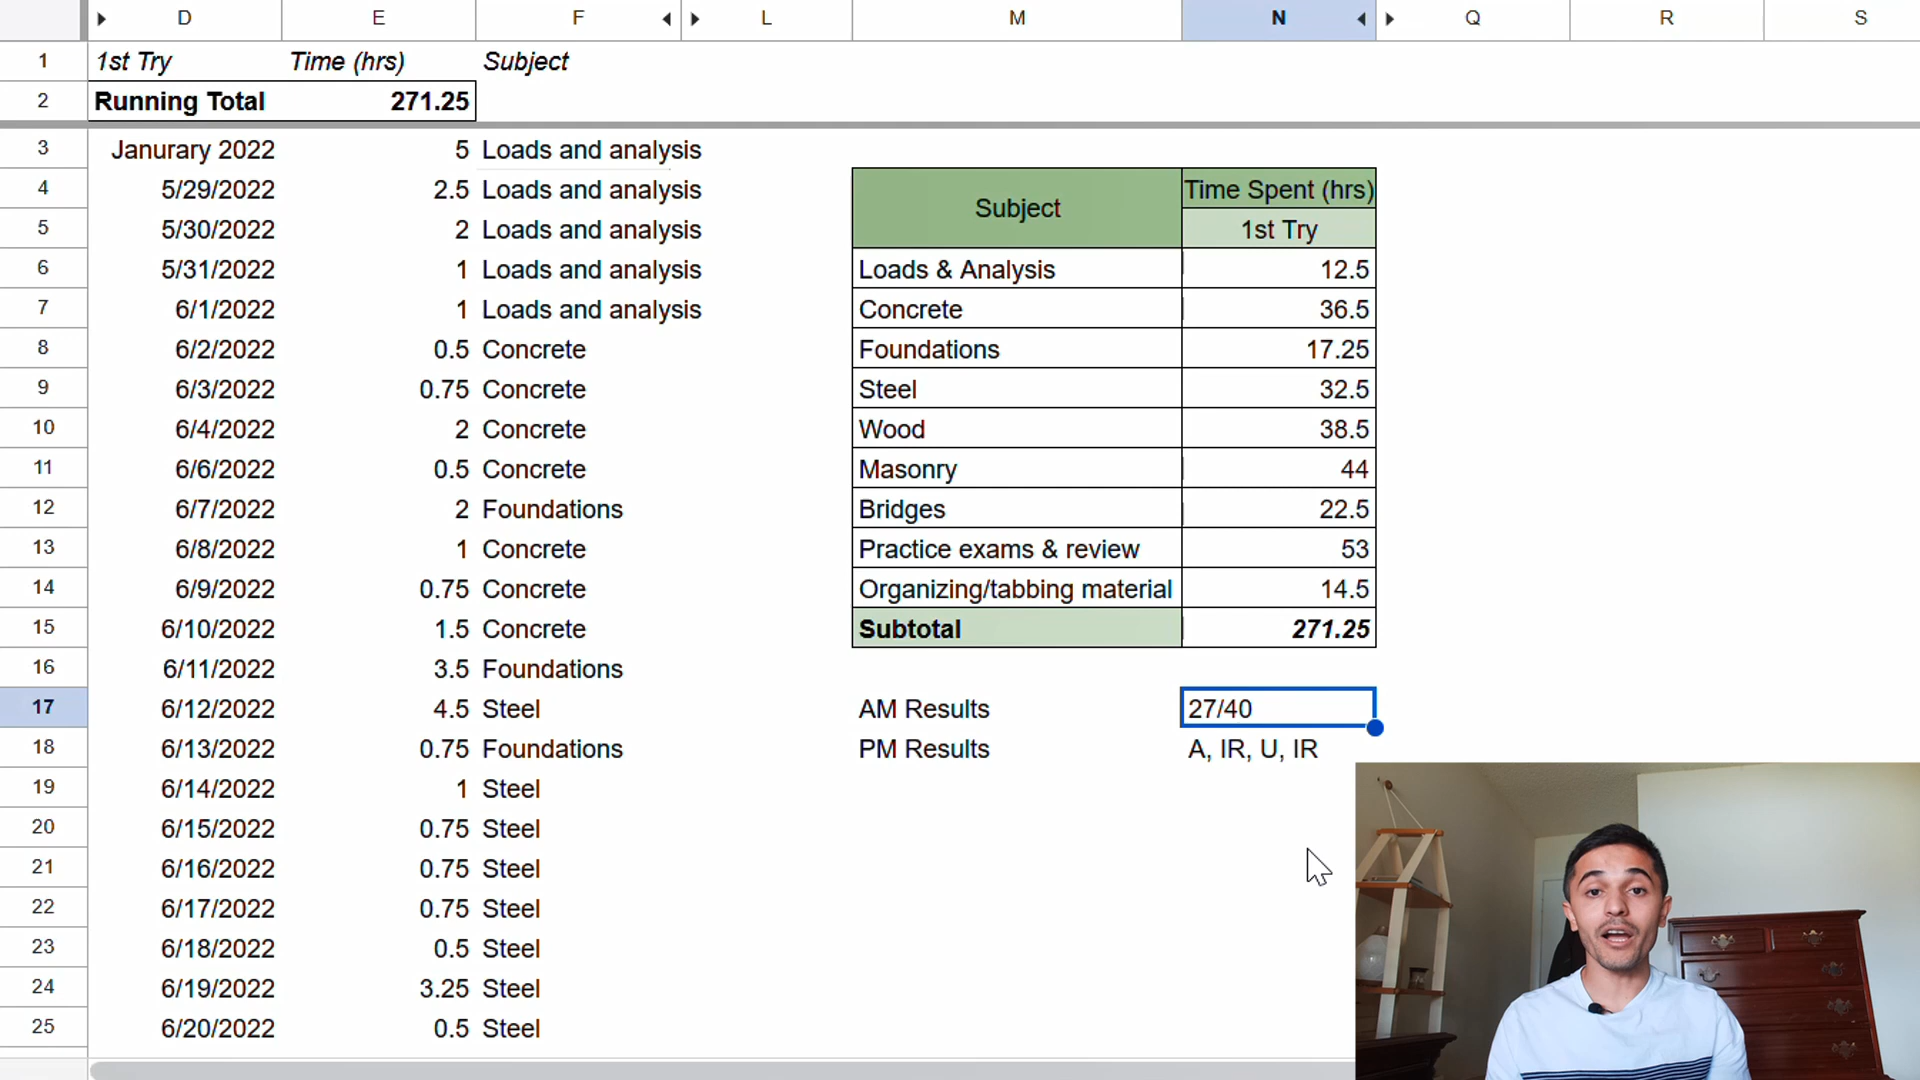 D E F L M N Q R S
1 1st Try Time (hrs) Subject
2 Running Total 271.25
3 Janurary 2022 5 Loads and analysis
4 5/29/2022 2.5 Loads and analysis Subject Time Spent (hrs)
5 5/30/2022 2 Loads and analysis 1st Try
6 5/31/2022 1 Loads and analysis Loads & Analysis 12.5
7 6/1/2022 1 Loads and analysis Concrete 36.5
8 6/2/2022 0.5 Concrete Foundations 17.25
9 6/3/2022 0.75 Concrete Steel 32.5
10 6/4/2022 2 Concrete Wood 38.5
11 6/6/2022 0.5 Concrete Masonry 44
12 6/7/2022 2 Foundations Bridges 22.5
13 6/8/2022 1 Concrete Practice exams & review 53
14 6/9/2022 0.75 Concrete Organizing/tabbing material 14.5
15 6/10/2022 1.5 Concrete Subtotal 271.25
16 6/11/2022 3.5 Foundations
17 6/12/2022 4.5 Steel AM Results 27/40
18 6/13/2022 0.75 Foundations PM Results A, IR, U, IR
19 6/14/2022 1 Steel
20 6/15/2022 0.75 Steel
21 6/16/2022 0.75 Steel
22 6/17/2022 0.75 Steel
23 6/18/2022 0.5 Steel
24 6/19/2022 3.25 Steel
25 6/20/2022 0.5 Steel